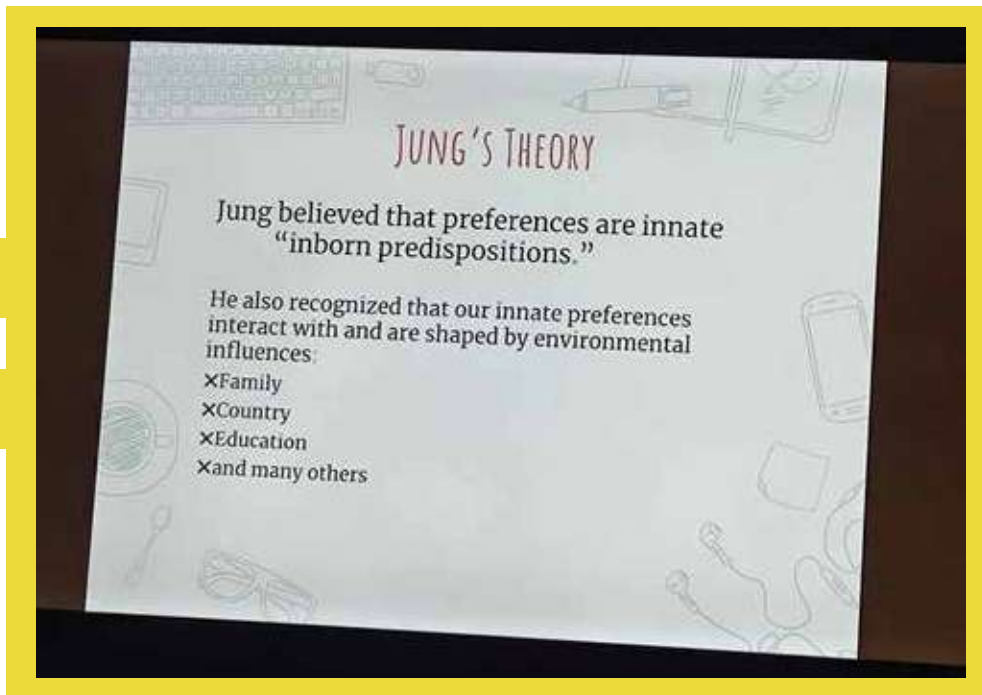 JUNG'S THEORY
Jung believed that preferences are innate
“inborn predispositions.”
He also recognized that our innate preferences
interact with and are shaped by environmental
influences:
×Family
×Country
×Education
×and many others